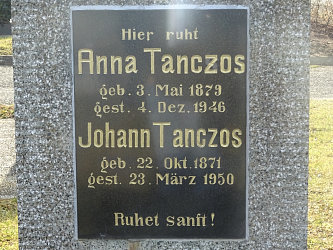 Hier ruht
Anna Tanczos
geb. 3. Mai 1879
gest. 4. Dez. 1946
Johann Tanczos
geb. 22. Okt. 1871
gest. 23. März 1950
Ruhet sanft!